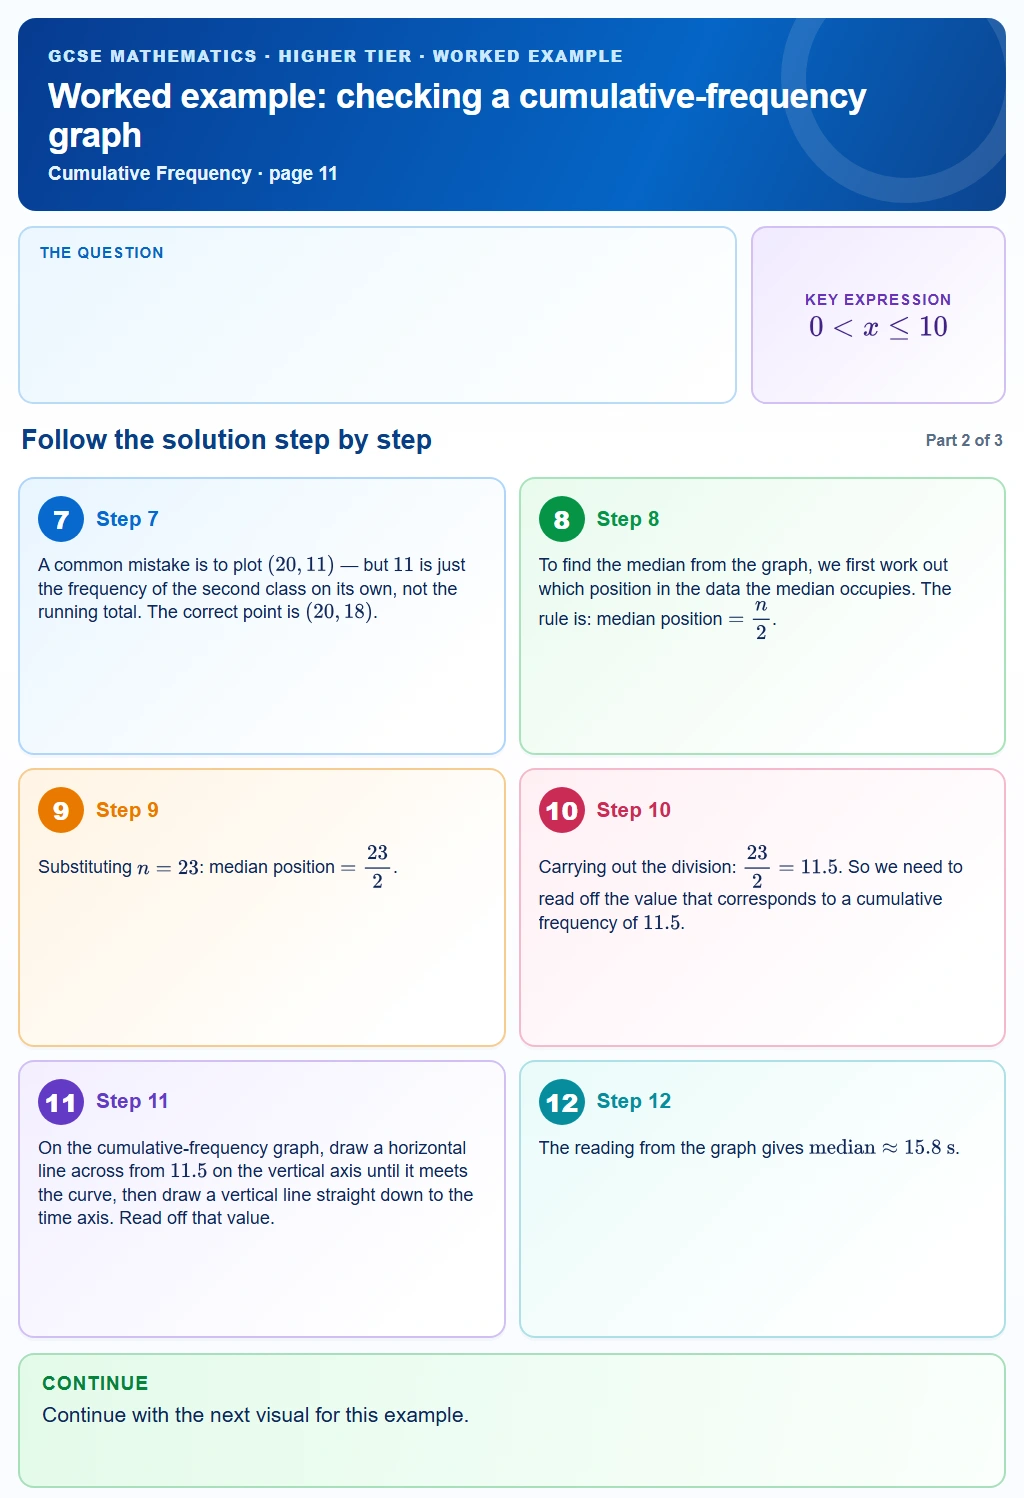 GCSE MATHEMATICS · HIGHER TIER · WORKED EXAMPLE
Worked example: checking a cumulative-frequency
graph
Cumulative Frequency · page 11
THE QUESTION
KEY EXPRESSION
0 < x ≤ 10
Follow the solution step by step
Part 2 of 3
7 Step 7
A common mistake is to plot (20, 11) — but 11 is just
the frequency of the second class on its own, not the
running total. The correct point is (20, 18).
8 Step 8
To find the median from the graph, we first work out
which position in the data the median occupies. The
rule is: median position = n/2.
9 Step 9
Substituting n = 23: median position = 23/2.
10 Step 10
Carrying out the division: 23/2 = 11.5. So we need to
read off the value that corresponds to a cumulative
frequency of 11.5.
11 Step 11
On the cumulative-frequency graph, draw a horizontal
line across from 11.5 on the vertical axis until it meets
the curve, then draw a vertical line straight down to the
time axis. Read off that value.
12 Step 12
The reading from the graph gives median ≈ 15.8 s.
CONTINUE
Continue with the next visual for this example.